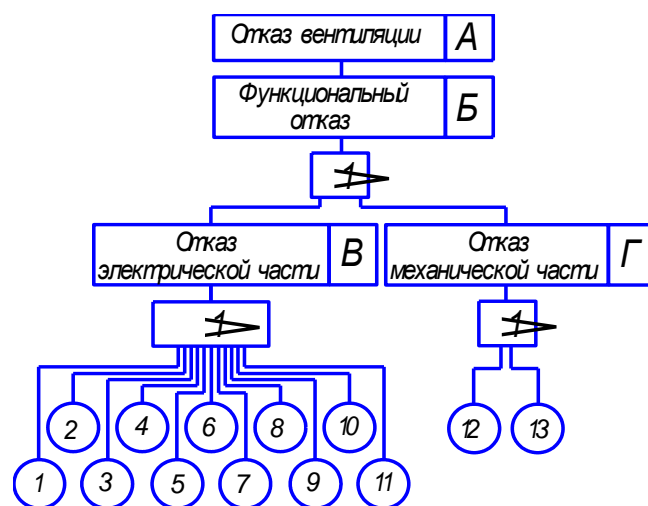 Отказ вентиляции А
Функциональный
отказ
Б
1
Отказ
электрической части
В
Отказ
механической части
Г
1
1
2
4
6
8
10
12
13
1
3
5
7
9
11